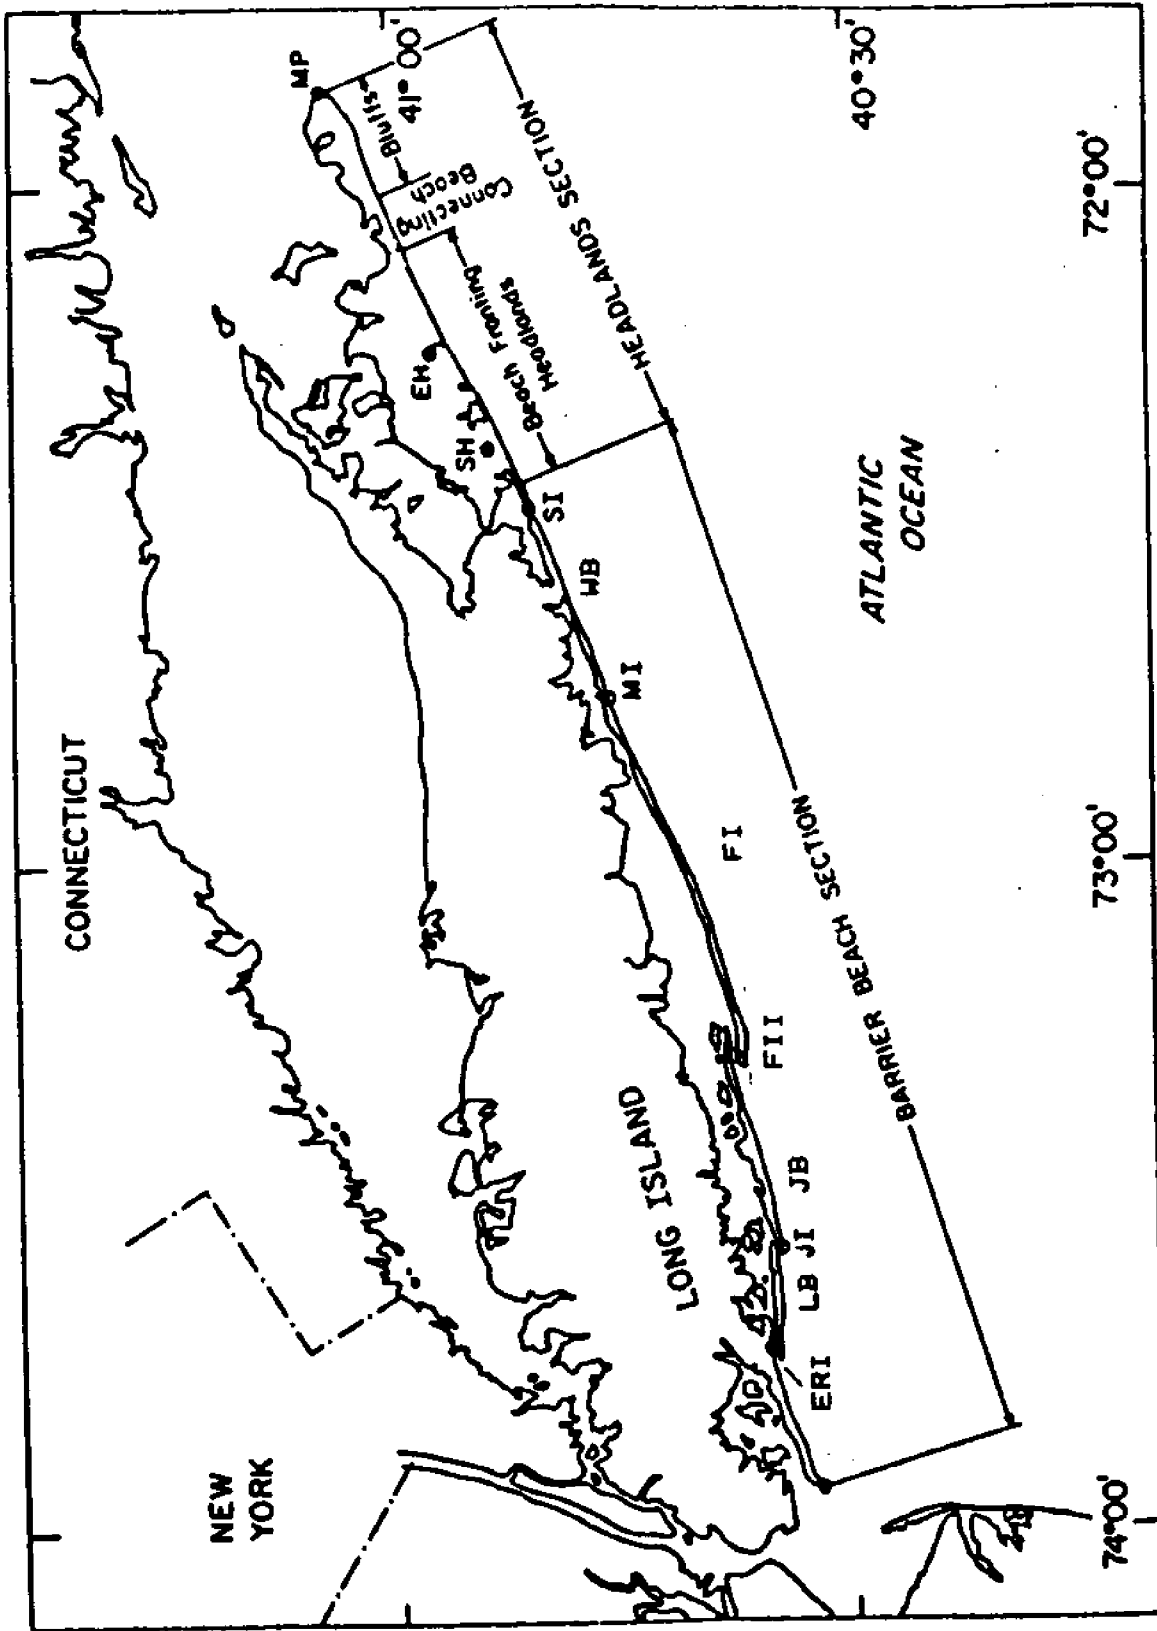 CONNECTICUT
NEW
YORK
LONG ISLAND
ATLANTIC
OCEAN
MP
EH
SH
SI
WB
MI
FI
FII
JB
JI
LB
ERI
Bluffs
Connecting
Beach
Beach Fronting
Headlands
HEADLANDS SECTION
BARRIER BEACH SECTION
41°00'
40°30'
72°00'
73°00'
74°00'